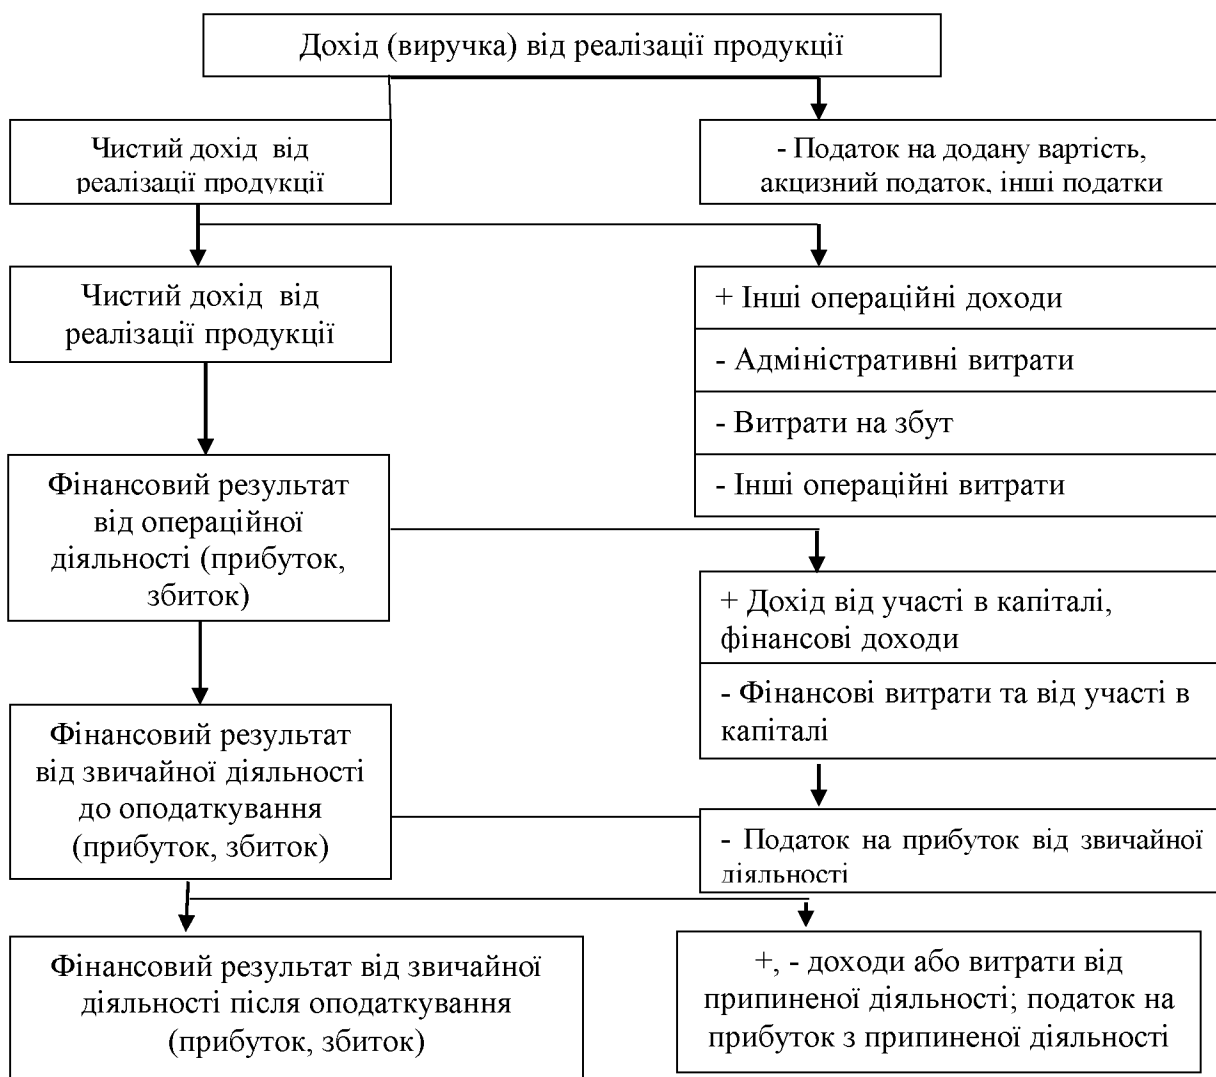 Дохід (виручка) від реалізації продукції
Чистий дохід від
реалізації продукції
- Податок на додану вартість,
акцизний податок, інші податки
Чистий дохід від
реалізації продукції
+ Інші операційні доходи
- Адміністративні витрати
- Витрати на збут
- Інші операційні витрати
Фінансовий результат
від операційної
діяльності (прибуток,
збиток)
+ Дохід від участі в капіталі,
фінансові доходи
- Фінансові витрати та від участі в
капіталі
Фінансовий результат
від звичайної діяльності
до оподаткування
(прибуток, збиток)
- Податок на прибуток від звичайної
діяльності
Фінансовий результат від звичайної
діяльності після оподаткування
(прибуток, збиток)
+, - доходи або витрати від
припиненої діяльності; податок на
прибуток з припиненої діяльності